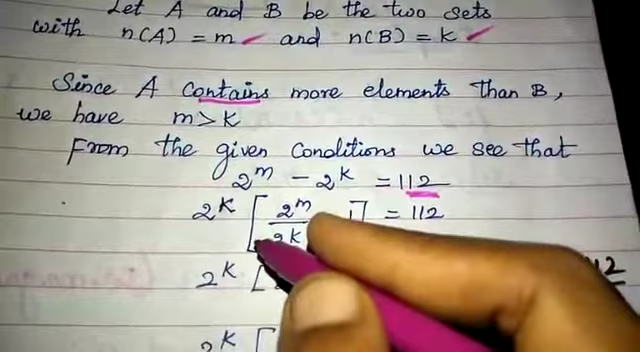 Let A and B be the two sets
with n(A) = m and n(B) = k
Since A contains more elements than B,
we have m > k
From the given conditions we see that
2^m - 2^k = 112
2^k [ 2^m / 2^k ] = 112
2^k [
2^k [